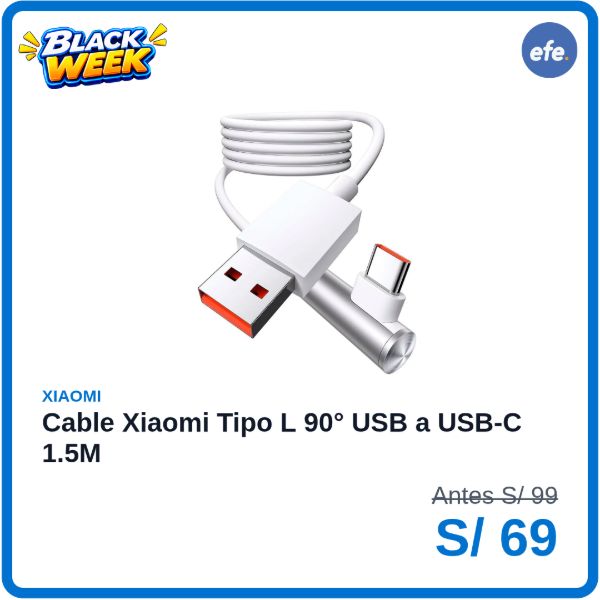 BLACK
WEEK
efe.
XIAOMI
Cable Xiaomi Tipo L 90° USB a USB-C
1.5M
Antes S/ 99
S/ 69